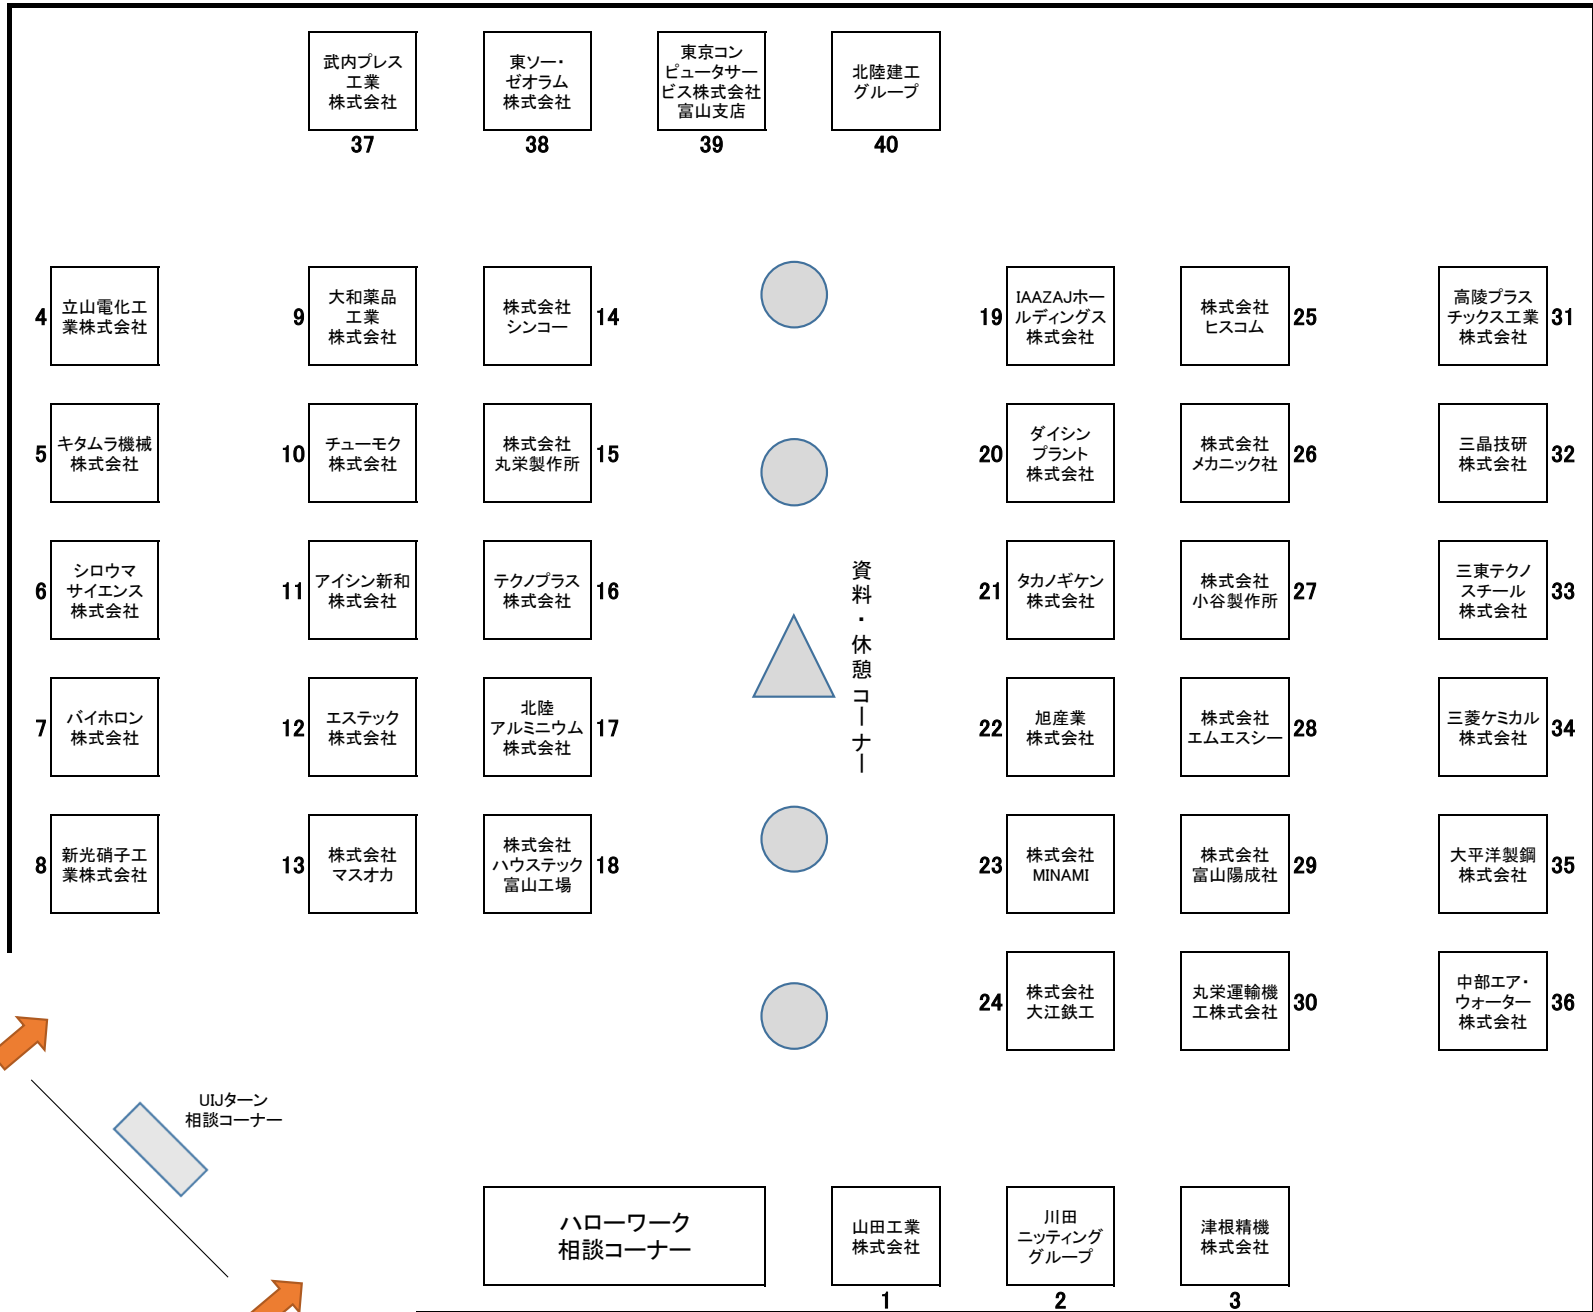 武内プレス
工業
株式会社
37
東ソー・
ゼオラム
株式会社
38
東京コン
ピュータサー
ビス株式会社
富山支店
39
北陸建工
グループ
40
4
立山電化工
業株式会社
9
大和薬品
工業
株式会社
株式会社
シンコー
14
19
IAAZAJホー
ルディングス
株式会社
株式会社
ヒスコム
25
高陵プラス
チックス工業
株式会社
31
5
キタムラ機械
株式会社
10
チューモク
株式会社
株式会社
丸栄製作所
15
20
ダイシン
プラント
株式会社
株式会社
メカニック社
26
三晶技研
株式会社
32
6
シロウマ
サイエンス
株式会社
11
アイシン新和
株式会社
テクノプラス
株式会社
16
資料・休憩コーナー
21
タカノギケン
株式会社
株式会社
小谷製作所
27
三東テクノ
スチール
株式会社
33
7
バイホロン
株式会社
12
エステック
株式会社
北陸
アルミニウム
株式会社
17
22
旭産業
株式会社
株式会社
エムエスシー
28
三菱ケミカル
株式会社
34
8
新光硝子工
業株式会社
13
株式会社
マスオカ
株式会社
ハウステック
富山工場
18
23
株式会社
MINAMI
株式会社
富山陽成社
29
大平洋製鋼
株式会社
35
24
株式会社
大江鉄工
丸栄運輸機
工株式会社
30
中部エア・
ウォーター
株式会社
36
UIJターン
相談コーナー
ハローワーク
相談コーナー
山田工業
株式会社
1
川田
ニッティング
グループ
2
津根精機
株式会社
3